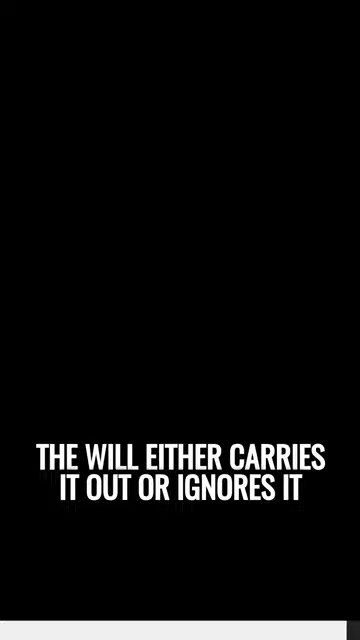 THE WILL EITHER CARRIES
IT OUT OR IGNORES IT